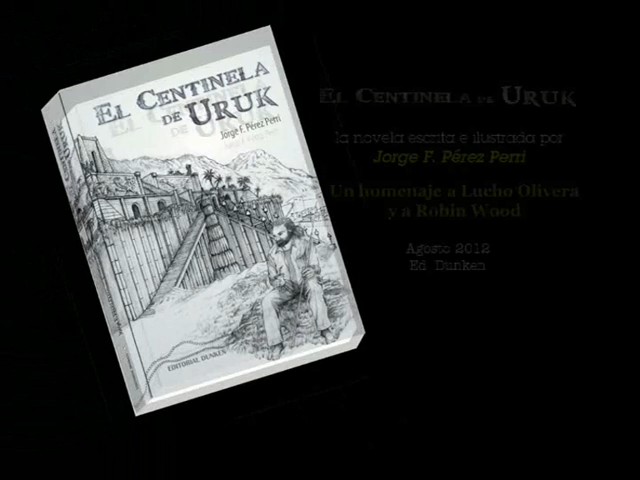 EL CENTINELA
DE URUK
Jorge F. Pérez Perri
EDITORIAL DUNKEN
EL CENTINELA DE URUK
la novela escrita e ilustrada por
Jorge F. Pérez Perri
Un homenaje a Lucho Olivera
y a Robin Wood
Agosto 2012
Ed. Dunken